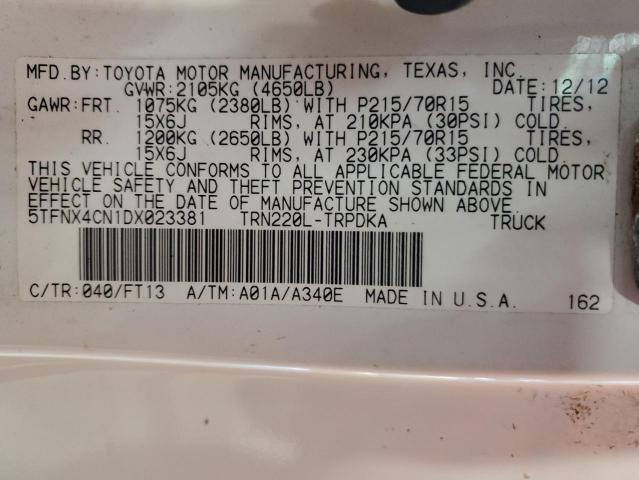 MFD.BY:TOYOTA MOTOR MANUFACTURING, TEXAS, INC.
GVWR:2105KG (4650LB) DATE:12/12
GAWR:FRT. 1075KG (2380LB) WITH P215/70R15 TIRES,
15X6J RIMS, AT 210KPA (30PSI) COLD
RR. 1200KG (2650LB) WITH P215/70R15 TIRES,
15X6J RIMS, AT 230KPA (33PSI) COLD.
THIS VEHICLE CONFORMS TO ALL APPLICABLE FEDERAL MOTOR
VEHICLE SAFETY AND THEFT PREVENTION STANDARDS IN
EFFECT ON THE DATE OF MANUFACTURE SHOWN ABOVE.
5TFNX4CN1DX023381 TRN220L-TRPDKA TRUCK
C/TR:040/FT13 A/TM:A01A/A340E MADE IN U.S.A. 162